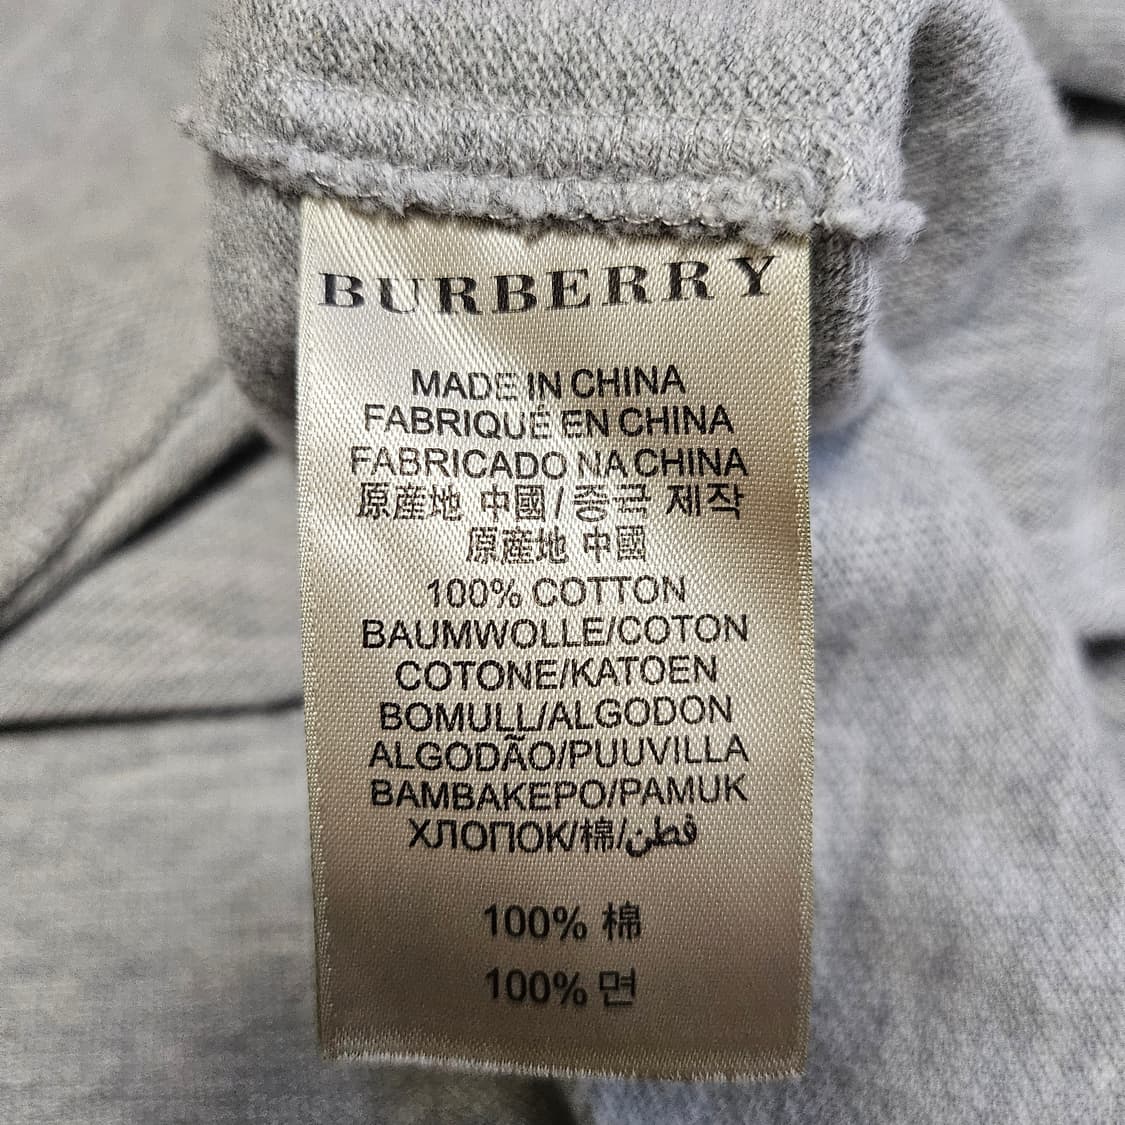 BURBERRY
MADE IN CHINA
FABRIQUÉ EN CHINA
FABRICADO NA CHINA
原産地 中國/중근 제작
原産地 中國
100% COTTON
BAUMWOLLE/COTON
COTONE/KATOEN
BOMULL/ALGODON
ALGODÃO/PUUVILLA
BAMBAKEPO/PAMUK
ХЛОПОК/棉/قطن
100% 棉
100% 면